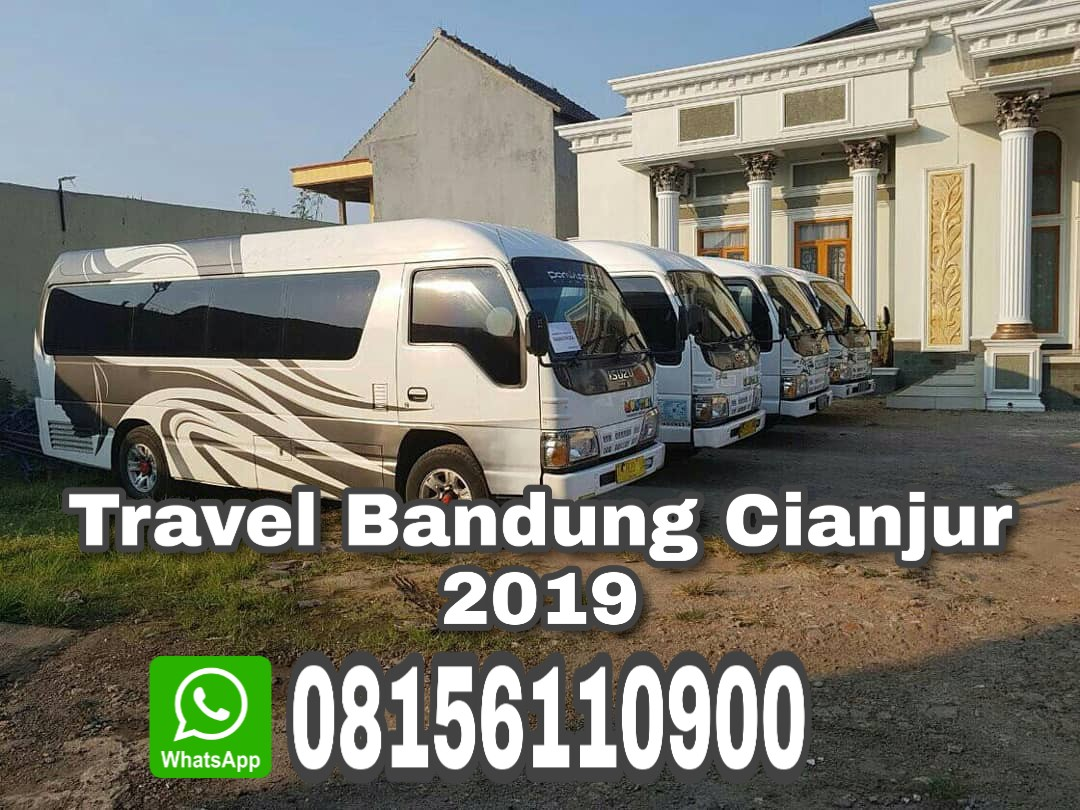 ISUZU
Travel Bandung Cianjur
2019
WhatsApp
08156110900